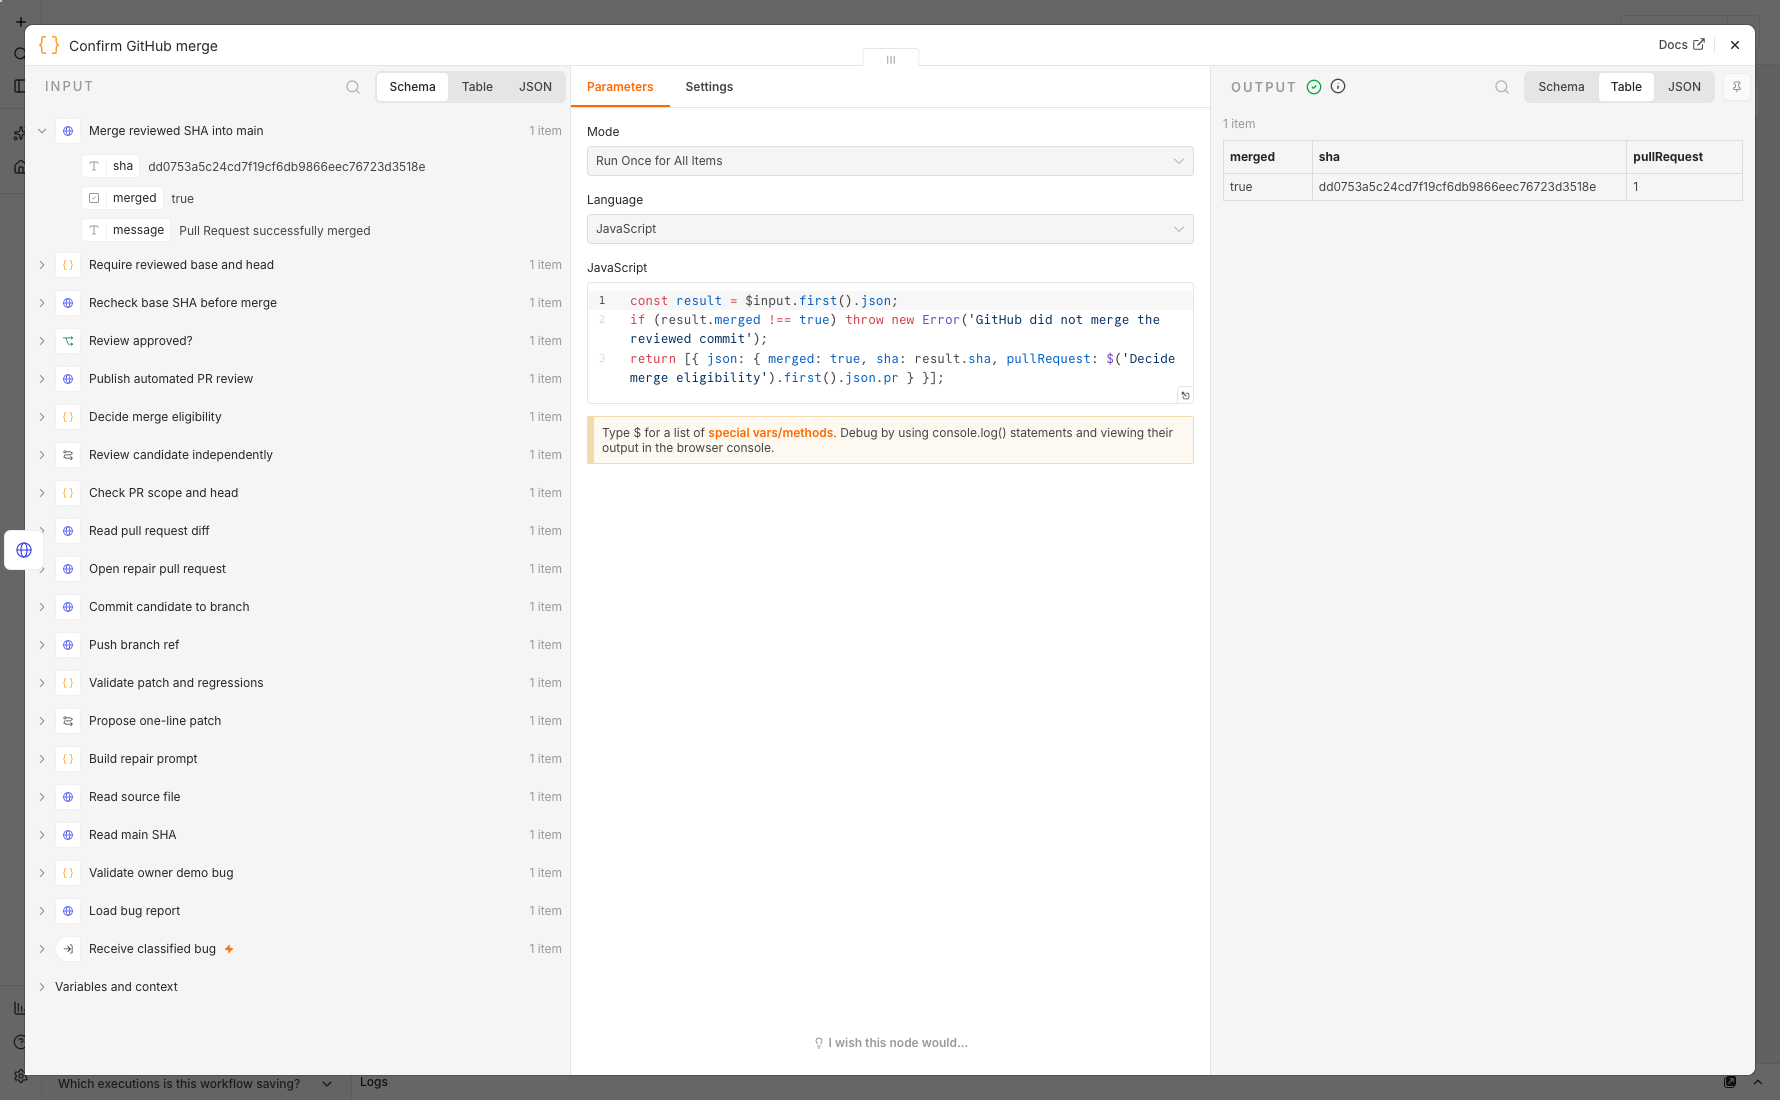 Confirm GitHub merge
Docs
INPUT
Schema
Table
JSON
Merge reviewed SHA into main
1 item
sha
dd0753a5c24cd7f19cf6db9866eec76723d3518e
merged
true
message
Pull Request successfully merged
Require reviewed base and head
1 item
Recheck base SHA before merge
1 item
Review approved?
1 item
Publish automated PR review
1 item
Decide merge eligibility
1 item
Review candidate independently
1 item
Check PR scope and head
1 item
Read pull request diff
1 item
Open repair pull request
1 item
Commit candidate to branch
1 item
Push branch ref
1 item
Validate patch and regressions
1 item
Propose one-line patch
1 item
Build repair prompt
1 item
Read source file
1 item
Read main SHA
1 item
Validate owner demo bug
1 item
Load bug report
1 item
Receive classified bug
1 item
Variables and context
Parameters
Settings
Mode
Run Once for All Items
Language
JavaScript
JavaScript
1 const result = $input.first().json;
2 if (result.merged !== true) throw new Error('GitHub did not merge the
reviewed commit');
3 return [{ json: { merged: true, sha: result.sha, pullRequest: $('Decide
merge eligibility').first().json.pr } }];
Type $ for a list of special vars/methods. Debug by using console.log() statements and viewing their
output in the browser console.
I wish this node would...
OUTPUT
Schema
Table
JSON
1 item
merged
sha
pullRequest
true
dd0753a5c24cd7f19cf6db9866eec76723d3518e
1
Which executions is this workflow saving?
Logs